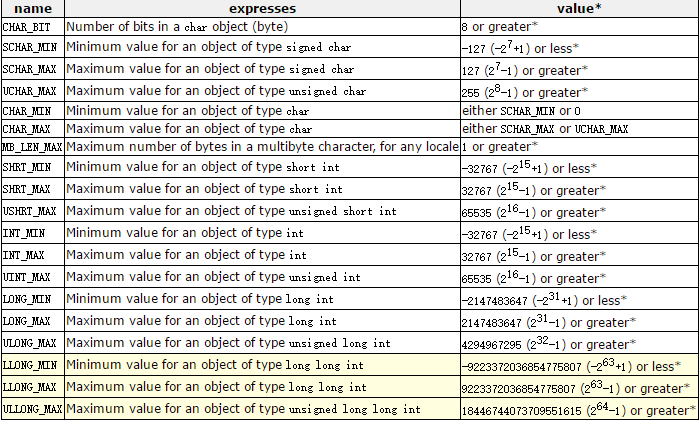 name expresses value*
CHAR_BIT Number of bits in a char object (byte) 8 or greater*
SCHAR_MIN Minimum value for an object of type signed char -127 (-2^7+1) or less*
SCHAR_MAX Maximum value for an object of type signed char 127 (2^7-1) or greater*
UCHAR_MAX Maximum value for an object of type unsigned char 255 (2^8-1) or greater*
CHAR_MIN Minimum value for an object of type char either SCHAR_MIN or 0
CHAR_MAX Maximum value for an object of type char either SCHAR_MAX or UCHAR_MAX
MB_LEN_MAX Maximum number of bytes in a multibyte character, for any locale 1 or greater*
SHRT_MIN Minimum value for an object of type short int -32767 (-2^15+1) or less*
SHRT_MAX Maximum value for an object of type short int 32767 (2^15-1) or greater*
USHRT_MAX Maximum value for an object of type unsigned short int 65535 (2^16-1) or greater*
INT_MIN Minimum value for an object of type int -32767 (-2^15+1) or less*
INT_MAX Maximum value for an object of type int 32767 (2^15-1) or greater*
UINT_MAX Maximum value for an object of type unsigned int 65535 (2^16-1) or greater*
LONG_MIN Minimum value for an object of type long int -2147483647 (-2^31+1) or less*
LONG_MAX Maximum value for an object of type long int 2147483647 (2^31-1) or greater*
ULONG_MAX Maximum value for an object of type unsigned long int 4294967295 (2^32-1) or greater*
LLONG_MIN Minimum value for an object of type long long int -9223372036854775807 (-2^63+1) or less*
LLONG_MAX Maximum value for an object of type long long int 9223372036854775807 (2^63-1) or greater*
ULLONG_MAX Maximum value for an object of type unsigned long long int 18446744073709551615 (2^64-1) or greater*